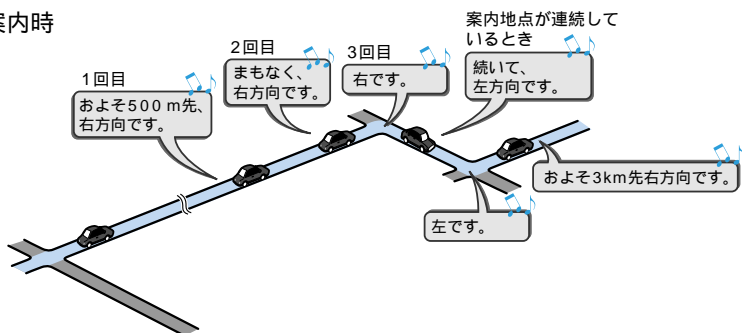 案内時
1回目
およそ500 m先、
右方向です。
2回目
まもなく、
右方向です。
3回目
右です。
案内地点が連続して
いるとき
続いて、
左方向です。
左です。
およそ3km先右方向です。